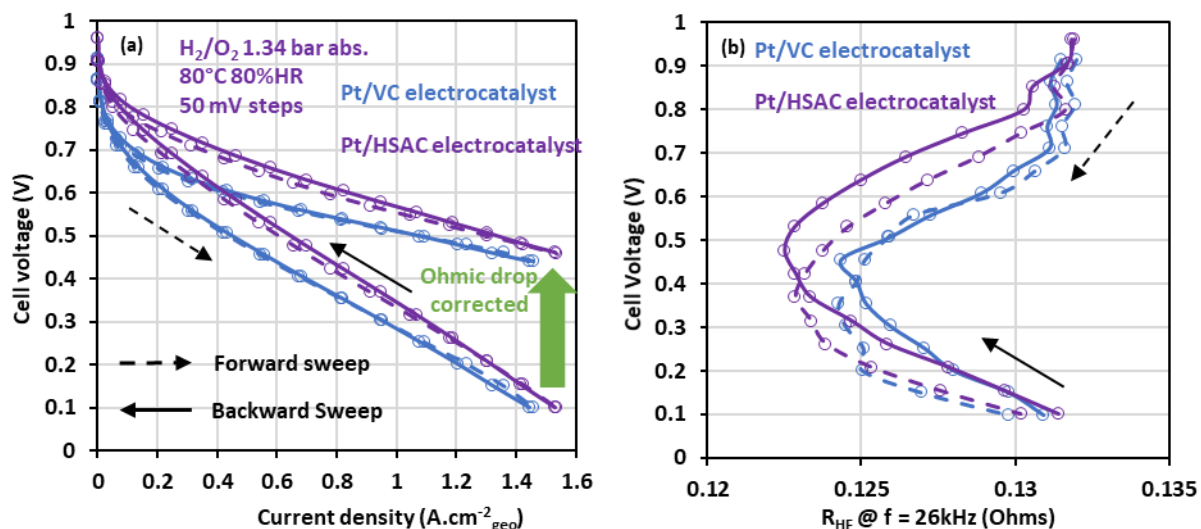 (a)
H2/O2 1.34 bar abs.
80°C 80%HR
50 mV steps
Pt/VC electrocatalyst
Pt/HSAC electrocatalyst
Ohmic drop
corrected
Forward sweep
Backward Sweep
Cell voltage (V)
1
0.9
0.8
0.7
0.6
0.5
0.4
0.3
0.2
0.1
0
0 0.2 0.4 0.6 0.8 1 1.2 1.4 1.6
Current density (A.cm-2geo)
(b)
Pt/VC electrocatalyst
Pt/HSAC electrocatalyst
Cell Voltage (V)
1
0.9
0.8
0.7
0.6
0.5
0.4
0.3
0.2
0.1
0
0.12 0.125 0.13 0.135
RHF @ f = 26kHz (Ohms)